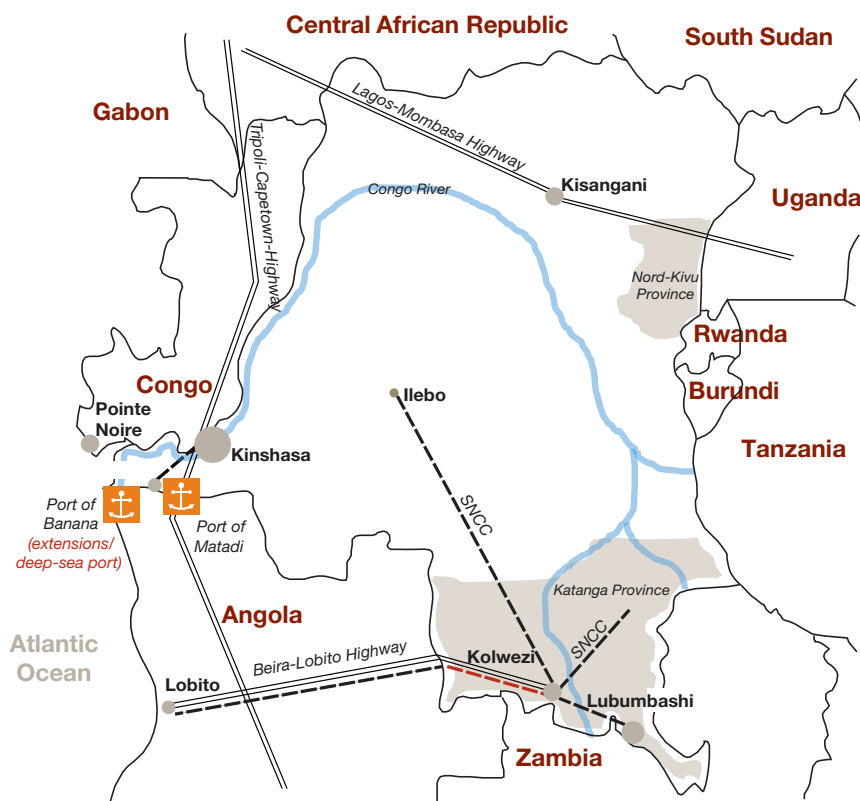 Central African Republic
South Sudan
Gabon
Lagos-Mombasa Highway
Tripoli-Capetown-Highway
Congo River
Kisangani
Uganda
Nord-Kivu
Province
Rwanda
Burundi
Congo
Ilebo
Pointe
Noire
Kinshasa
Tanzania
Port of
Banana
(extensions/
deep-sea port)
Port of
Matadi
SNCC
Katanga Province
Angola
SNCC
Atlantic
Ocean
Beira-Lobito Highway
Kolwezi
Lobito
Lubumbashi
Zambia